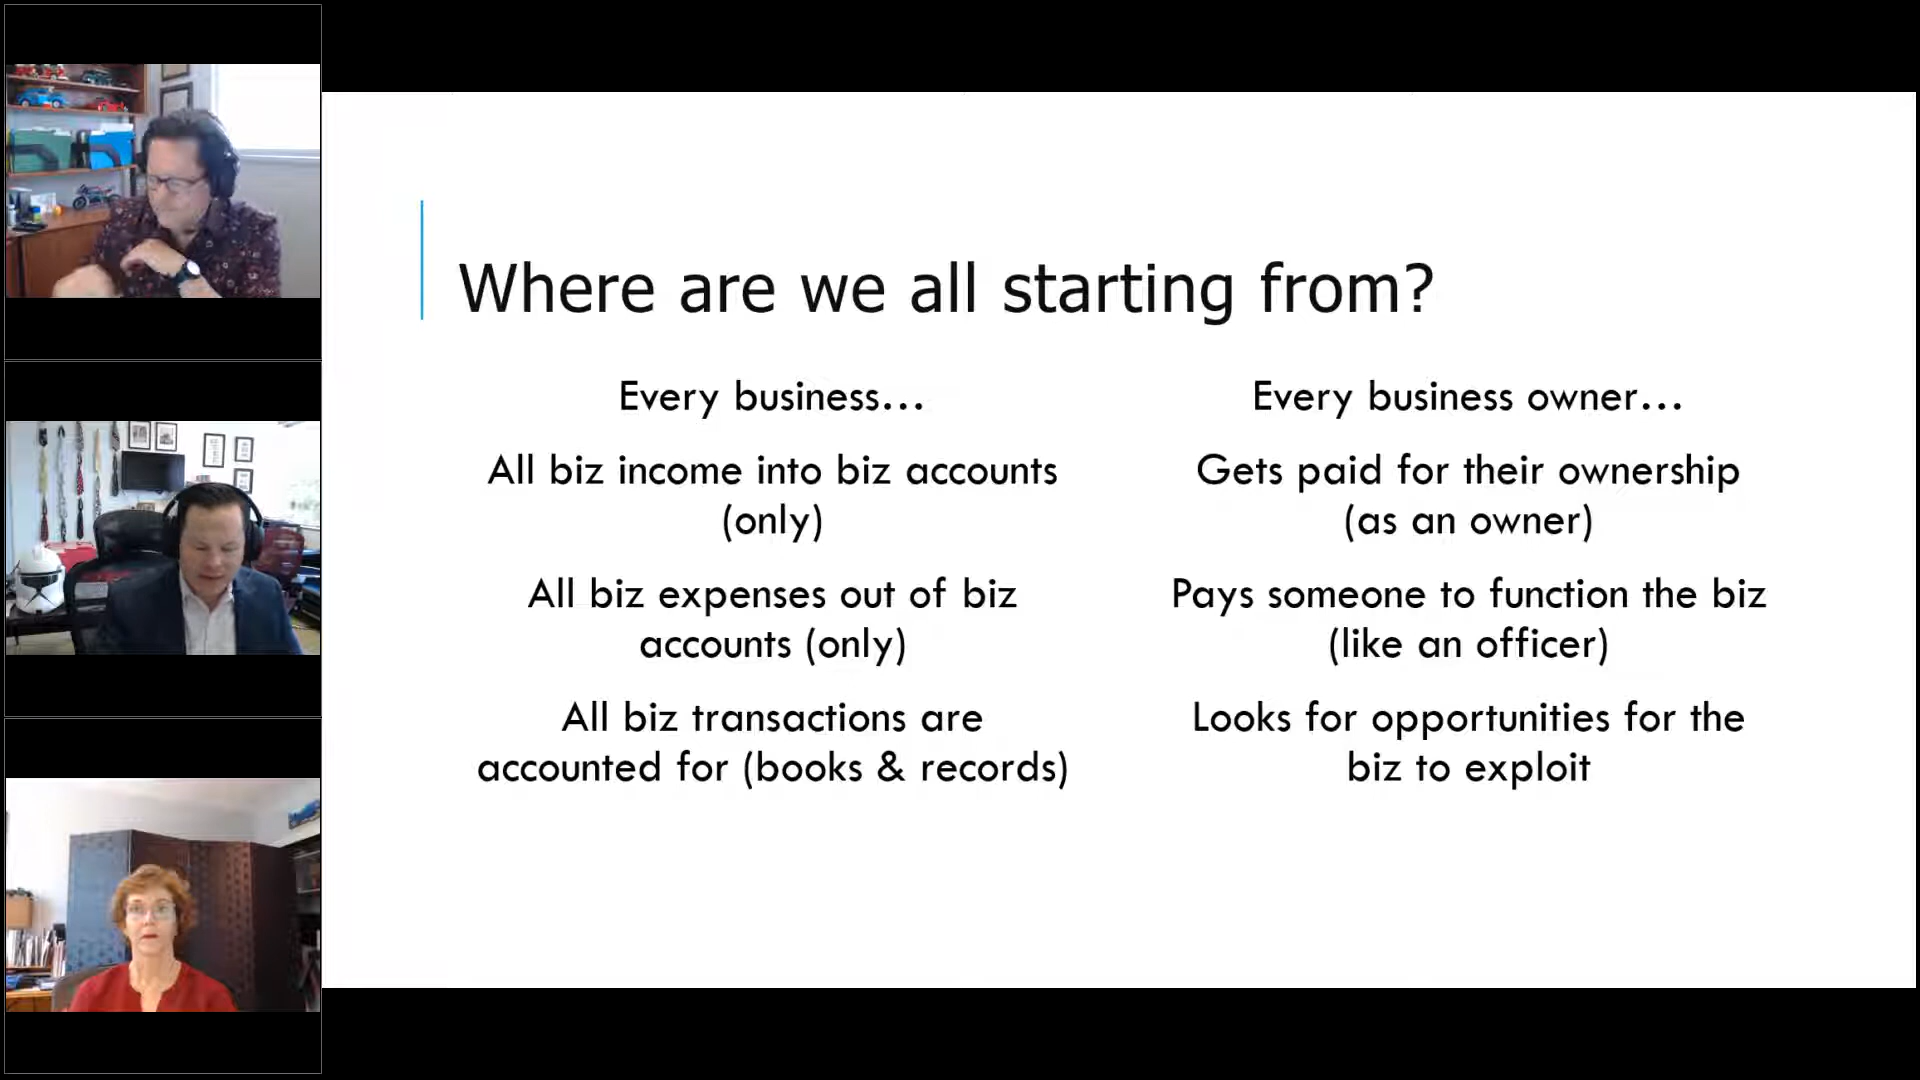 Where are we all starting from?
Every business…
All biz income into biz accounts
(only)
All biz expenses out of biz
accounts (only)
All biz transactions are
accounted for (books & records)
Every business owner…
Gets paid for their ownership
(as an owner)
Pays someone to function the biz
(like an officer)
Looks for opportunities for the
biz to exploit